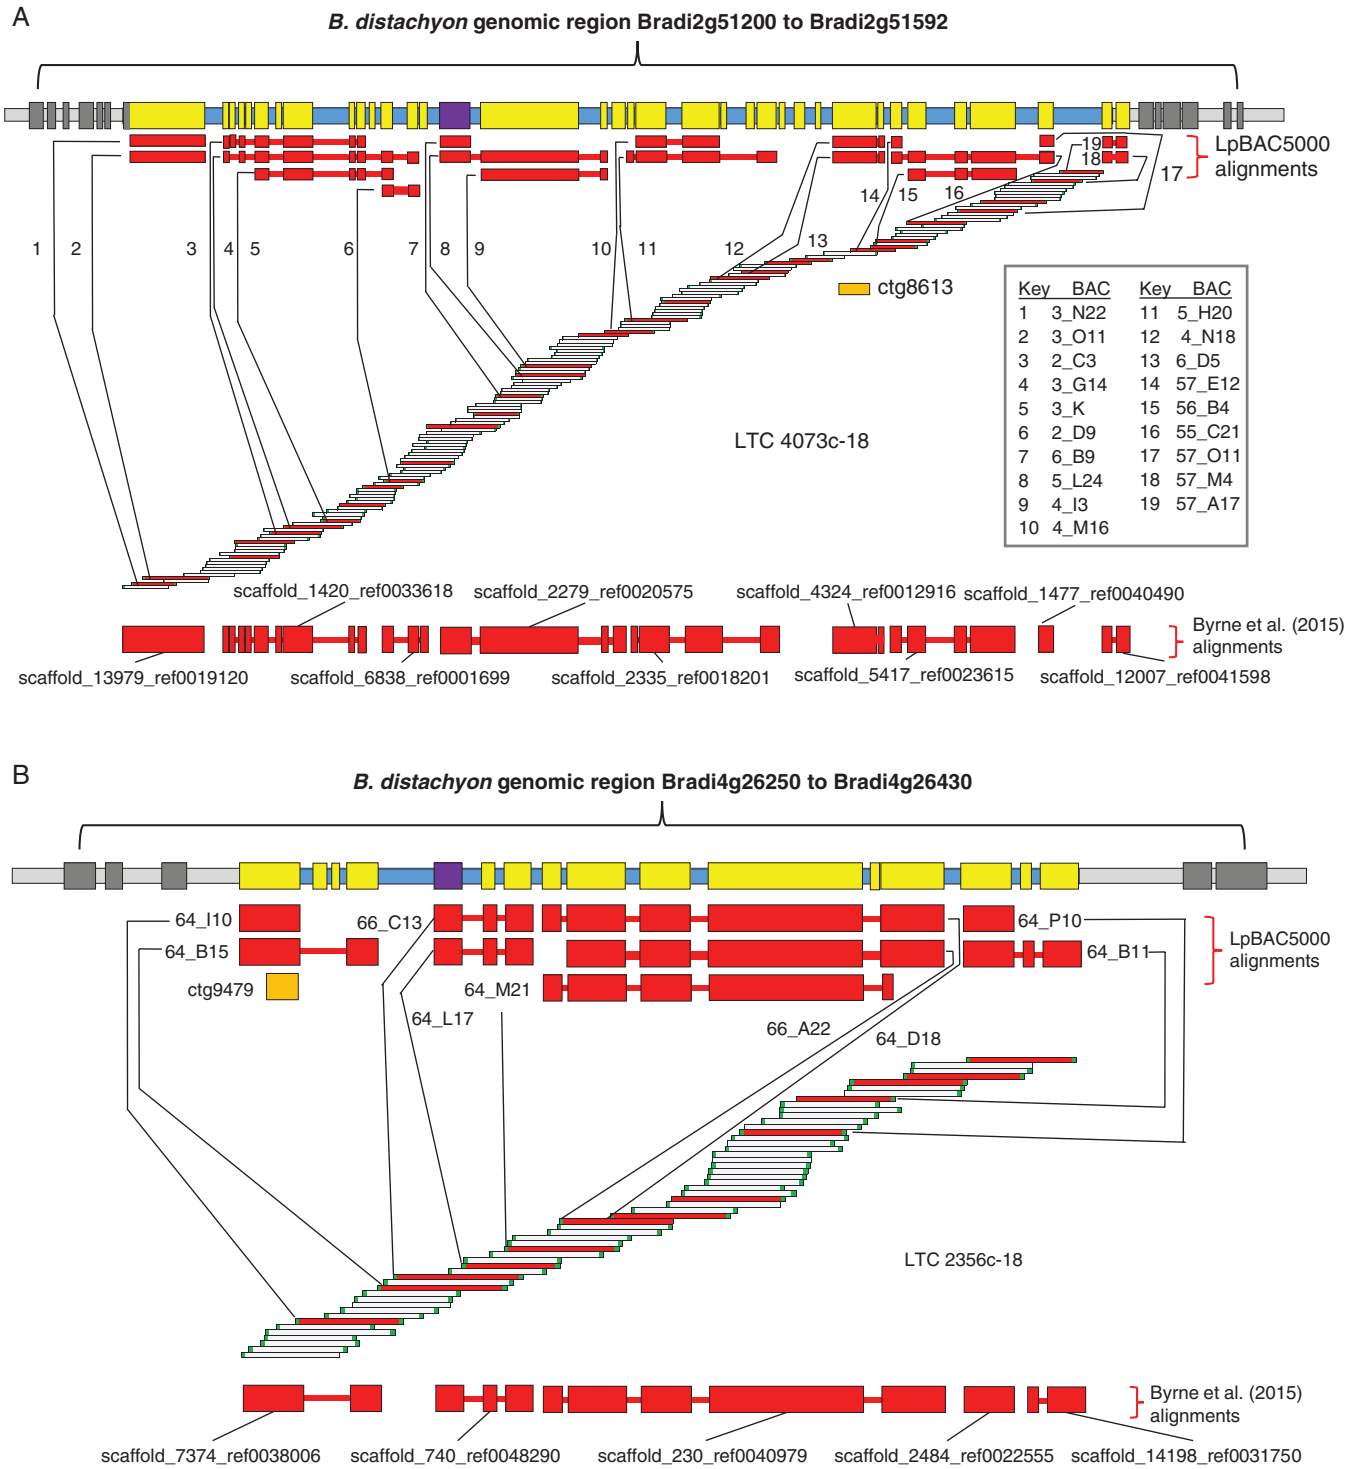 A
B. distachyon genomic region Bradi2g51200 to Bradi2g51592
LpBAC5000
alignments
19
18
17
16
15
14
13
12
11
10
9
8
7
6
5
4
3
2
1
ctg8613
LTC 4073c-18
Key BAC Key BAC
1 3_N22 11 5_H20
2 3_O11 12 4_N18
3 2_C3 13 6_D5
4 3_G14 14 57_E12
5 3_K 15 56_B4
6 2_D9 16 55_C21
7 6_B9 17 57_O11
8 5_L24 18 57_M4
9 4_I3 19 57_A17
10 4_M16
scaffold_1420_ref0033618
scaffold_2279_ref0020575
scaffold_4324_ref0012916
scaffold_1477_ref0040490
Byrne et al. (2015)
alignments
scaffold_13979_ref0019120
scaffold_6838_ref0001699
scaffold_2335_ref0018201
scaffold_5417_ref0023615
scaffold_12007_ref0041598
B
B. distachyon genomic region Bradi4g26250 to Bradi4g26430
64_I10
66_C13
64_P10
64_B15
64_B11
LpBAC5000
alignments
ctg9479
64_M21
64_L17
66_A22
64_D18
LTC 2356c-18
Byrne et al. (2015)
alignments
scaffold_7374_ref0038006
scaffold_740_ref0048290
scaffold_230_ref0040979
scaffold_2484_ref0022555
scaffold_14198_ref0031750